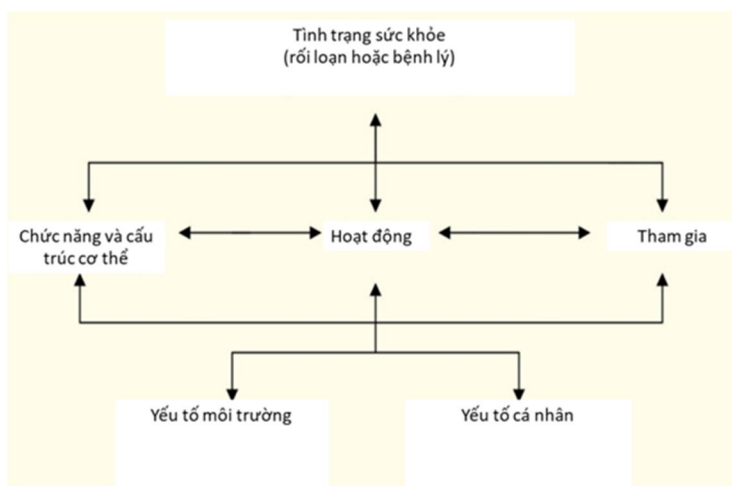 Tình trạng sức khỏe
(rối loạn hoặc bệnh lý)
Chức năng và cấu
trúc cơ thể
Hoạt động
Tham gia
Yếu tố môi trường
Yếu tố cá nhân